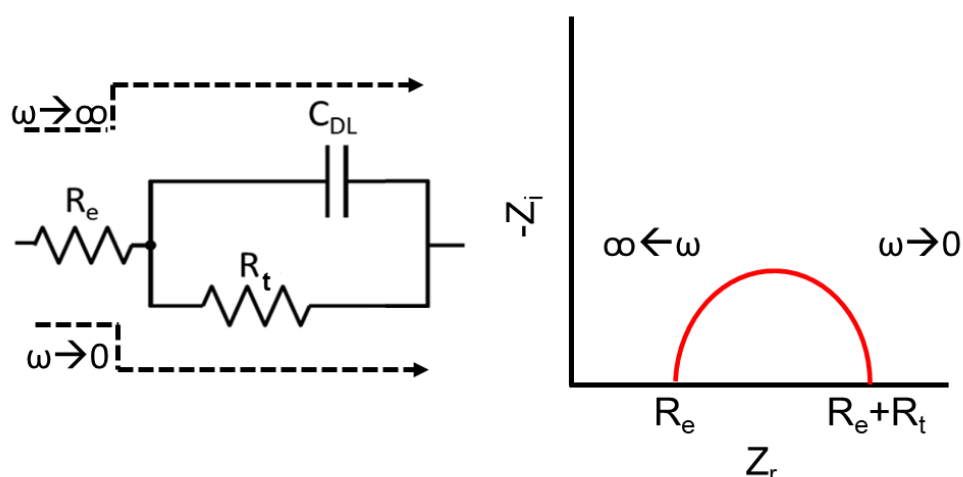 ω→∞
C_DL
R_e
R_t
ω→0
-Z_i
∞←ω
ω→0
R_e
R_e+R_t
Z_r